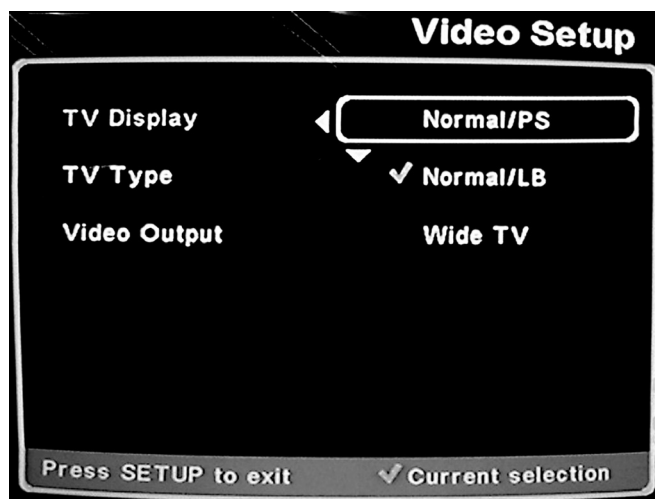 Video Setup
TV Display Normal/PS
TV Type ✓ Normal/LB
Video Output Wide TV
Press SETUP to exit ✓ Current selection